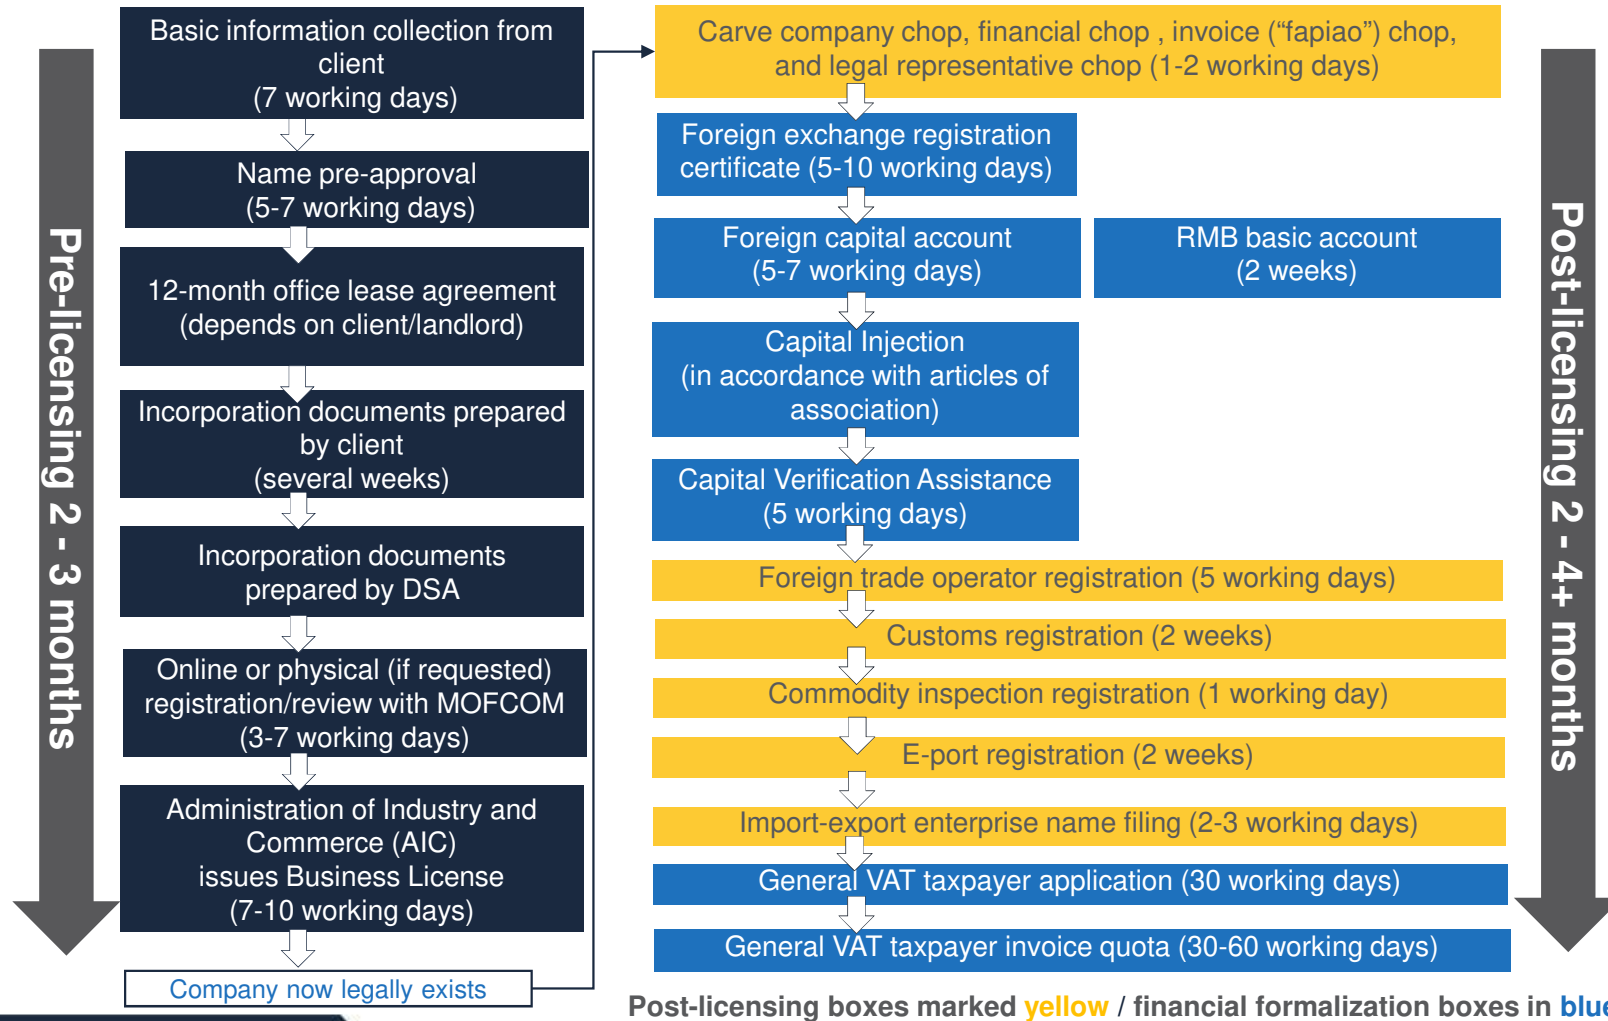 Pre-licensing 2 - 3 months
Basic information collection from
client
(7 working days)
Name pre-approval
(5-7 working days)
12-month office lease agreement
(depends on client/landlord)
Incorporation documents prepared
by client
(several weeks)
Incorporation documents
prepared by DSA
Online or physical (if requested)
registration/review with MOFCOM
(3-7 working days)
Administration of Industry and
Commerce (AIC)
issues Business License
(7-10 working days)
Company now legally exists
Carve company chop, financial chop , invoice (“fapiao”) chop,
and legal representative chop (1-2 working days)
Foreign exchange registration
certificate (5-10 working days)
Foreign capital account
(5-7 working days)
RMB basic account
(2 weeks)
Capital Injection
(in accordance with articles of
association)
Capital Verification Assistance
(5 working days)
Foreign trade operator registration (5 working days)
Customs registration (2 weeks)
Commodity inspection registration (1 working day)
E-port registration (2 weeks)
Import-export enterprise name filing (2-3 working days)
General VAT taxpayer application (30 working days)
General VAT taxpayer invoice quota (30-60 working days)
Post-licensing 2 - 4+ months
Post-licensing boxes marked yellow / financial formalization boxes in blue